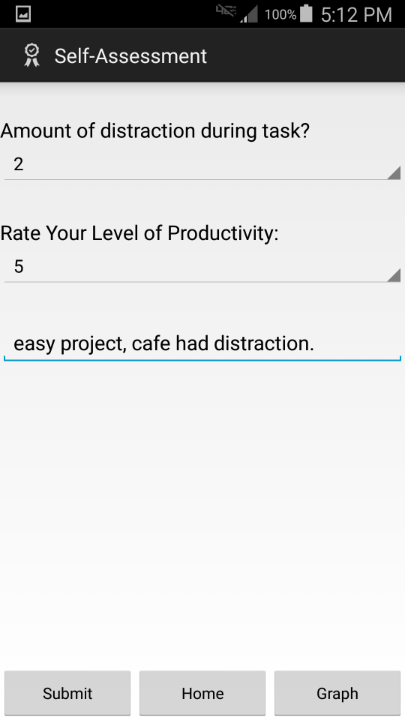 100% 5:12 PM
Self-Assessment
Amount of distraction during task?
2
Rate Your Level of Productivity:
5
easy project, cafe had distraction.
Submit Home Graph